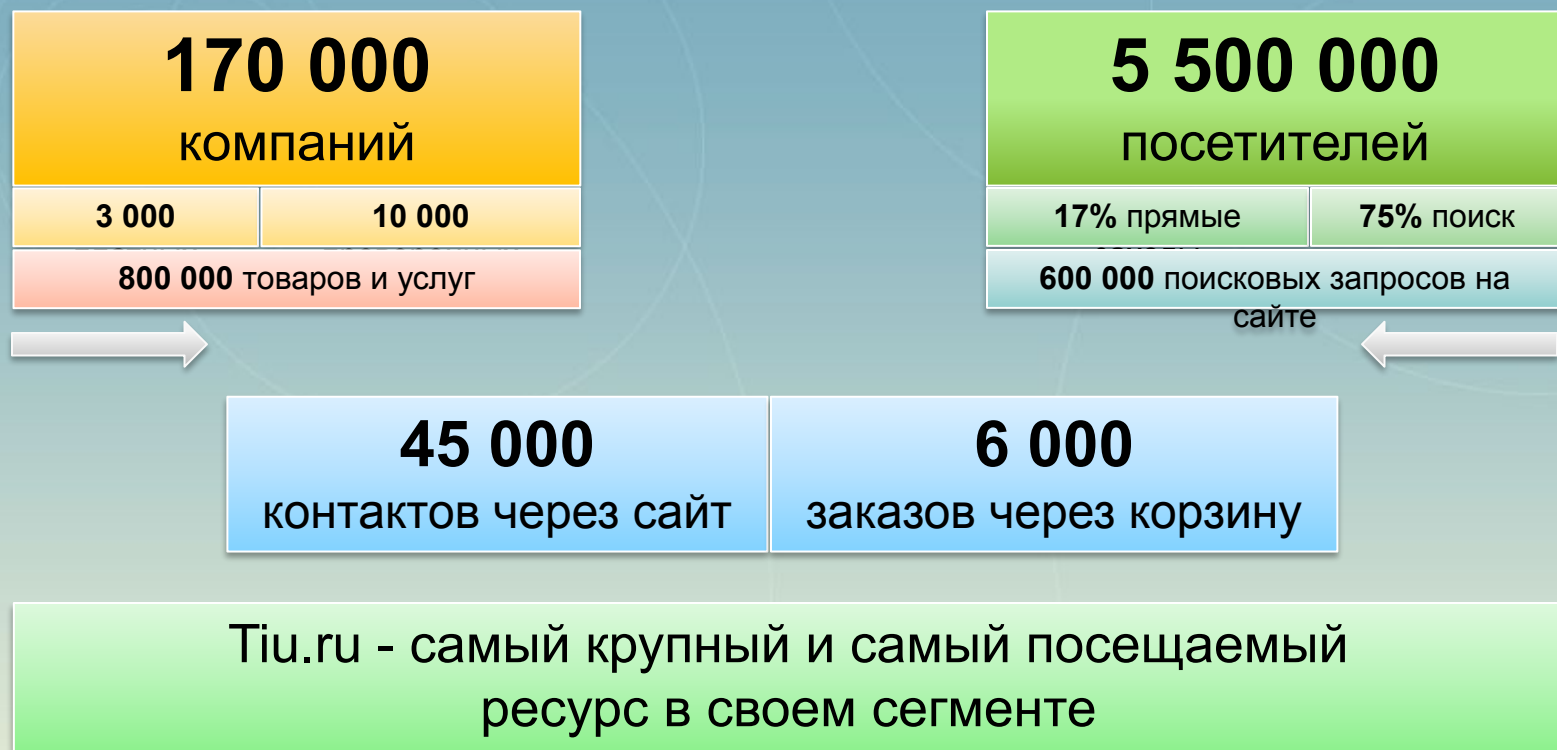 170 000
компаний
3 000
10 000
800 000 товаров и услуг
5 500 000
посетителей
17% прямые
75% поиск
600 000 поисковых запросов на
сайте
45 000
контактов через сайт
6 000
заказов через корзину
Tiu.ru - самый крупный и самый посещаемый
ресурс в своем сегменте